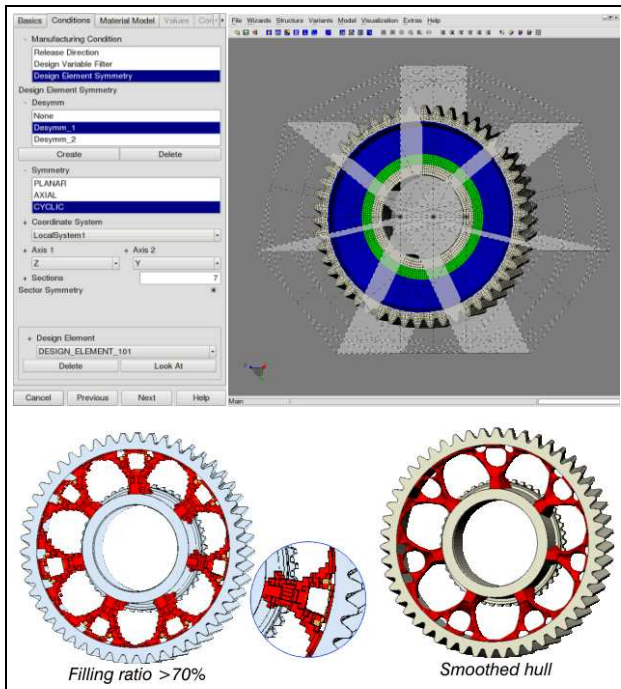 Basics Conditions Material Model Values Con
- Manufacturing Condition
Release Direction
Design Variable Filter
Design Element Symmetry
Design Element Symmetry
- Desymm
None
Desymm_1
Desymm_2
Create Delete
- Symmetry
PLANAR
AXIAL
CYCLIC
+ Coordinate System
LocalSystem1
+ Axis 1 + Axis 2
Z Y
+ Sections 7
Sector Symmetry
+ Design Element
DESIGN_ELEMENT_101
Delete Look At
Cancel Previous Next Help
File Wizards Structure Variants Model Visualization Extras Help
Main
Filling ratio >70%
Smoothed hull